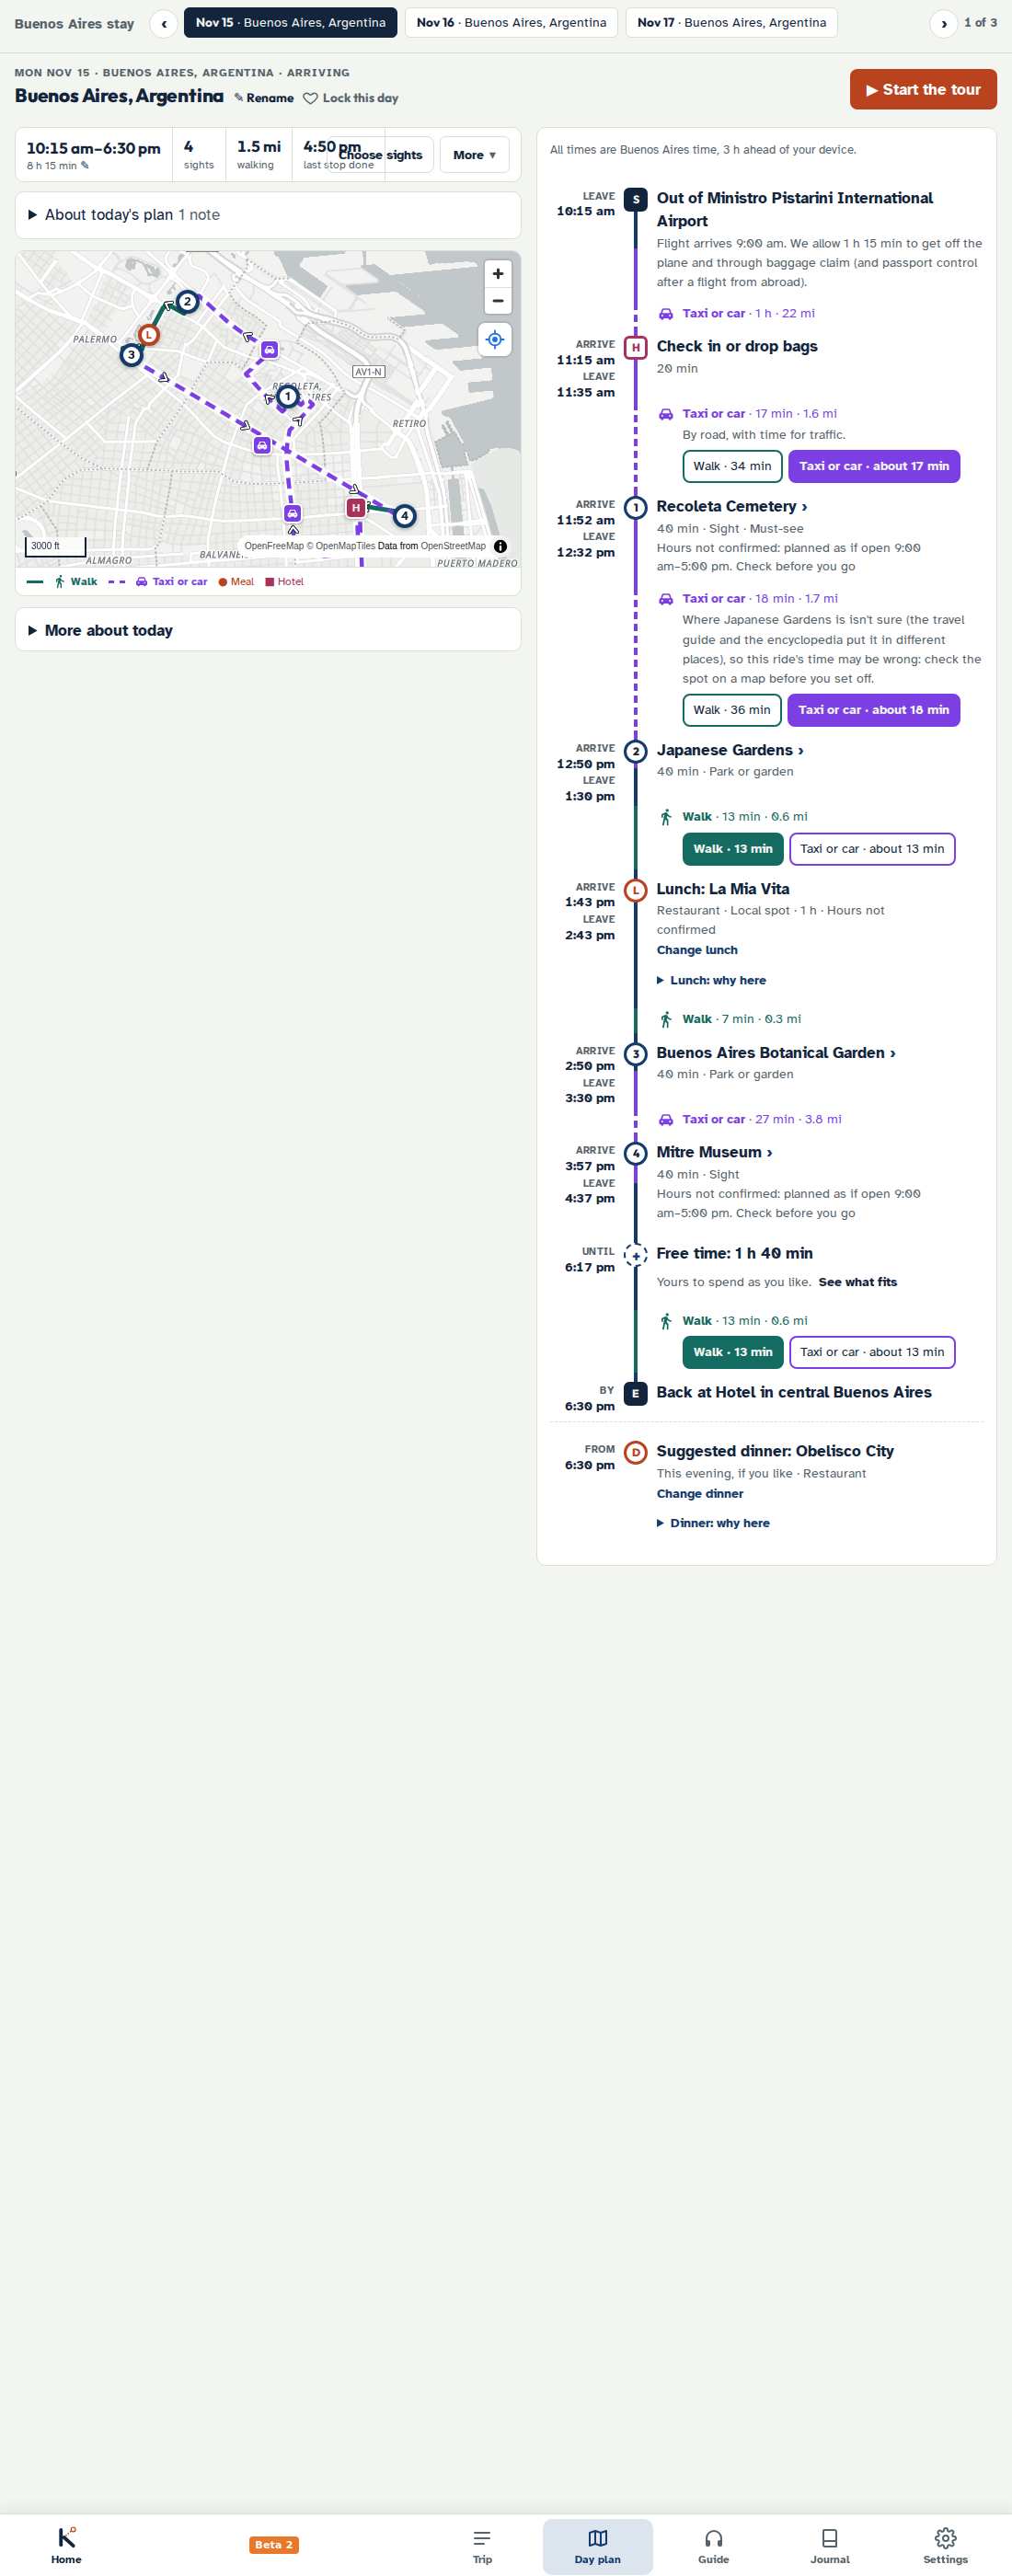 Buenos Aires stay
‹
Nov 15 · Buenos Aires, Argentina
Nov 16 · Buenos Aires, Argentina
Nov 17 · Buenos Aires, Argentina
›
1 of 3
MON NOV 15 · BUENOS AIRES, ARGENTINA · ARRIVING
Buenos Aires, Argentina
✎ Rename
Lock this day
▶ Start the tour
10:15 am–6:30 pm
8 h 15 min ✎
4
sights
1.5 mi
walking
4:50 pm
last stop done
Choose sights
More ▾
▶ About today's plan 1 note
+
−
PALERMO
2
L
3
1
AV1-N
RETIRO
H
4
3000 ft
ALMAGRO
OpenFreeMap © OpenMapTiles Data from OpenStreetMap
PUERTO MADERO
Walk
Taxi or car
Meal
Hotel
▶ More about today
All times are Buenos Aires time, 3 h ahead of your device.
LEAVE
10:15 am
S
Out of Ministro Pistarini International
Airport
Flight arrives 9:00 am. We allow 1 h 15 min to get off the
plane and through baggage claim (and passport control
after a flight from abroad).
Taxi or car · 1 h · 22 mi
ARRIVE
11:15 am
LEAVE
11:35 am
H
Check in or drop bags
20 min
Taxi or car · 17 min · 1.6 mi
By road, with time for traffic.
Walk · 34 min
Taxi or car · about 17 min
ARRIVE
11:52 am
LEAVE
12:32 pm
1
Recoleta Cemetery ›
40 min · Sight · Must-see
Hours not confirmed: planned as if open 9:00
am–5:00 pm. Check before you go
Taxi or car · 18 min · 1.7 mi
Where Japanese Gardens is isn't sure (the travel
guide and the encyclopedia put it in different
places), so this ride's time may be wrong: check the
spot on a map before you set off.
Walk · 36 min
Taxi or car · about 18 min
ARRIVE
12:50 pm
LEAVE
1:30 pm
2
Japanese Gardens ›
40 min · Park or garden
Walk · 13 min · 0.6 mi
Walk · 13 min
Taxi or car · about 13 min
ARRIVE
1:43 pm
LEAVE
2:43 pm
L
Lunch: La Mia Vita
Restaurant · Local spot · 1 h · Hours not
confirmed
Change lunch
▶ Lunch: why here
Walk · 7 min · 0.3 mi
ARRIVE
2:50 pm
LEAVE
3:30 pm
3
Buenos Aires Botanical Garden ›
40 min · Park or garden
Taxi or car · 27 min · 3.8 mi
ARRIVE
3:57 pm
LEAVE
4:37 pm
4
Mitre Museum ›
40 min · Sight
Hours not confirmed: planned as if open 9:00
am–5:00 pm. Check before you go
UNTIL
6:17 pm
+
Free time: 1 h 40 min
Yours to spend as you like. See what fits
Walk · 13 min · 0.6 mi
Walk · 13 min
Taxi or car · about 13 min
BY
6:30 pm
E
Back at Hotel in central Buenos Aires
FROM
6:30 pm
D
Suggested dinner: Obelisco City
This evening, if you like · Restaurant
Change dinner
▶ Dinner: why here
Home
Beta 2
Trip
Day plan
Guide
Journal
Settings